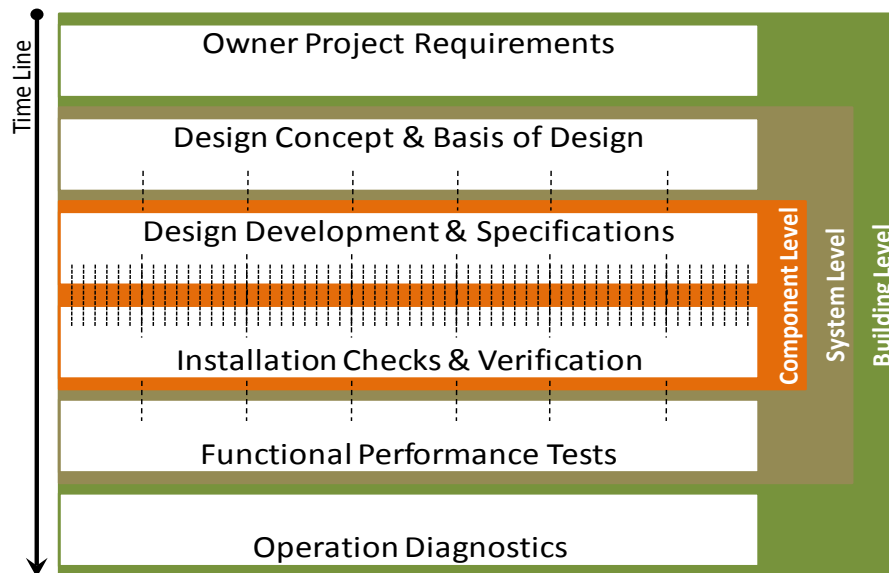 Time Line
Owner Project Requirements
Design Concept & Basis of Design
Design Development & Specifications
Installation Checks & Verification
Functional Performance Tests
Operation Diagnostics
Component Level
System Level
Building Level